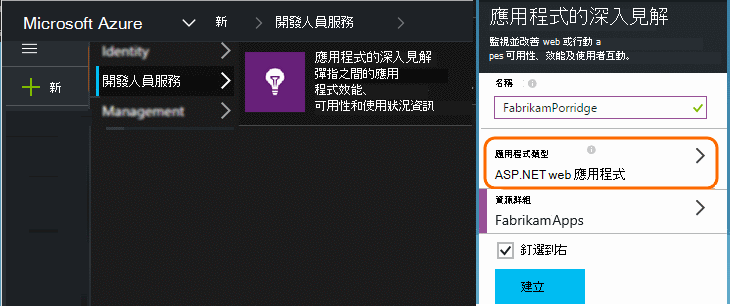 Microsoft Azure
新
開發人員服務
Identity
新
開發人員服務
Management
應用程式的深入見解
彈指之間的應用
程式效能、
可用性和使用狀況資訊
應用程式的深入見解
監視並改善 web 或行動 a
pes 可用性、效能及使用者互動。
名稱
FabrikamPorridge
應用程式類型
ASP.NET web 應用程式
資源群組
FabrikamApps
釘選到右
建立